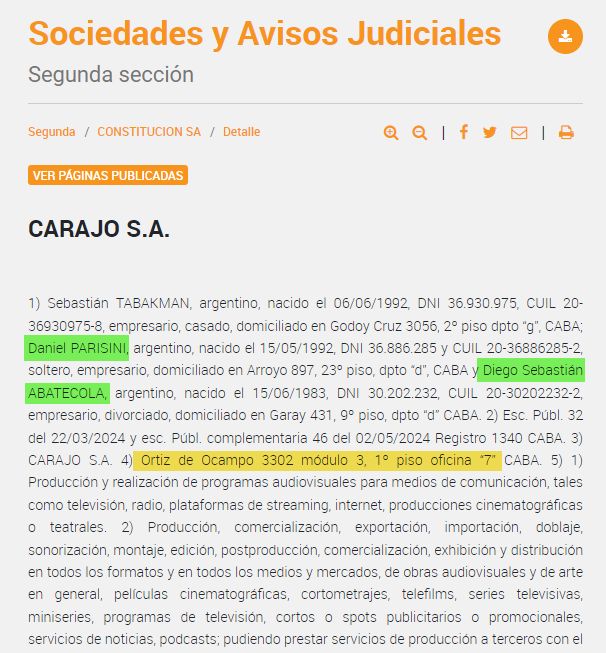 Sociedades y Avisos Judiciales
Segunda sección
Segunda / CONSTITUCION SA / Detalle
VER PÁGINAS PUBLICADAS
CARAJO S.A.
1) Sebastián TABAKMAN, argentino, nacido el 06/06/1992, DNI 36.930.975, CUIL 20-
36930975-8, empresario, casado, domiciliado en Godoy Cruz 3056, 2º piso dpto “g”, CABA;
Daniel PARISINI, argentino, nacido el 15/05/1992, DNI 36.886.285 y CUIL 20-36886285-2,
soltero, empresario, domiciliado en Arroyo 897, 23º piso, dpto “d”, CABA y Diego Sebastián
ABATECOLA, argentino, nacido el 15/06/1983, DNI 30.202.232, CUIL 20-30202232-2,
empresario, divorciado, domiciliado en Garay 431, 9º piso, dpto “d” CABA. 2) Esc. Públ. 32
del 22/03/2024 y esc. Públ. complementaria 46 del 02/05/2024 Registro 1340 CABA. 3)
CARAJO S.A. 4) Ortiz de Ocampo 3302 módulo 3, 1º piso oficina “7” CABA. 5) 1)
Producción y realización de programas audiovisuales para medios de comunicación, tales
como televisión, radio, plataformas de streaming, internet, producciones cinematográficas
o teatrales. 2) Producción, comercialización, exportación, importación, doblaje,
sonorización, montaje, edición, postproducción, comercialización, exhibición y distribución
en todos los formatos y en todos los medios y mercados, de obras audiovisuales y de arte
en general, películas cinematográficas, cortometrajes, telefilms, series televisivas,
miniseries, programas de televisión, cortos o spots publicitarios o promocionales,
servicios de noticias, podcasts; pudiendo prestar servicios de producción a terceros con el